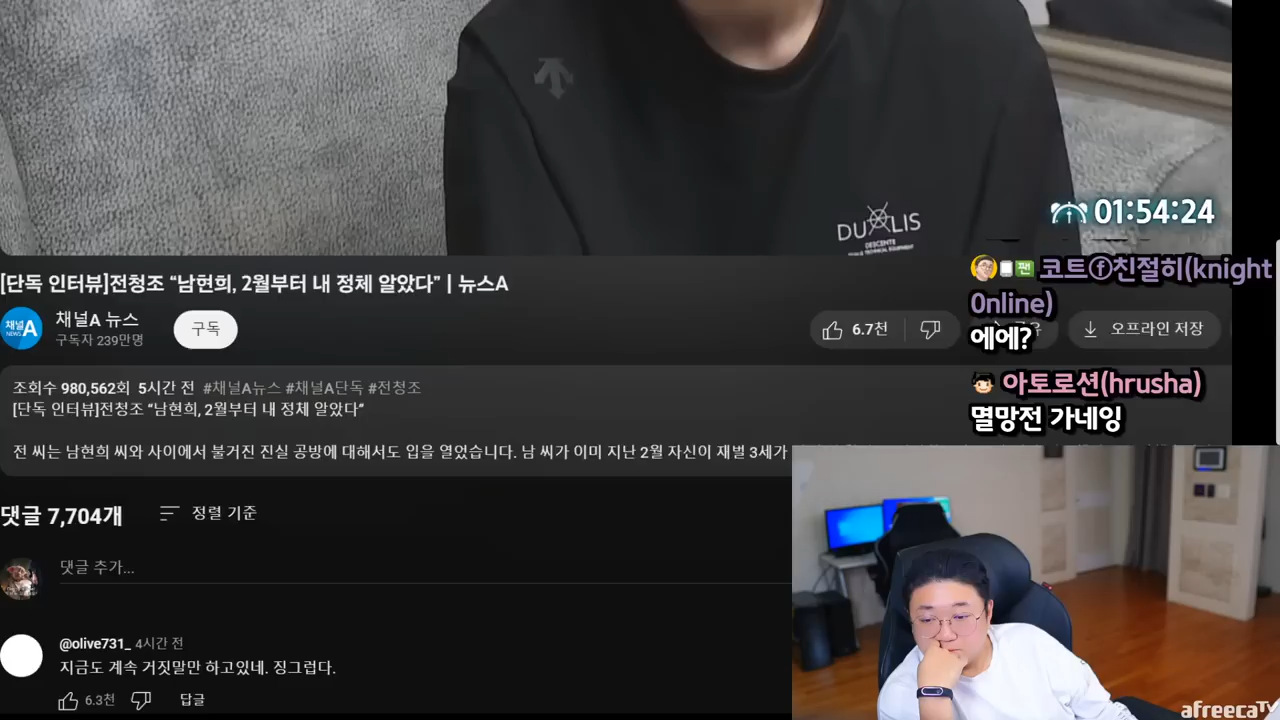 DUALIS
DESCENTE
01:54:24
[단독 인터뷰]전청조 “남현희, 2월부터 내 정체 알았다” | 뉴스A
채널A
NEWS
채널A 뉴스
구독자 239만명
구독
6.7천
오프라인 저장
팬 코트ⓕ친절히(knight
0nline)
에에?
아토로션(hrusha)
멸망전 가네잉
조회수 980,562회 5시간 전 #채널A뉴스 #채널A단독 #전청조
[단독 인터뷰]전청조 “남현희, 2월부터 내 정체 알았다”
전 씨는 남현희 씨와 사이에서 불거진 진실 공방에 대해서도 입을 열었습니다. 남 씨가 이미 지난 2월 자신이 재벌 3세가
댓글 7,704개
정렬 기준
댓글 추가...
@olive731_ 4시간 전
지금도 계속 거짓말만 하고있네. 징그럽다.
6.3천
답글
afreecaTV